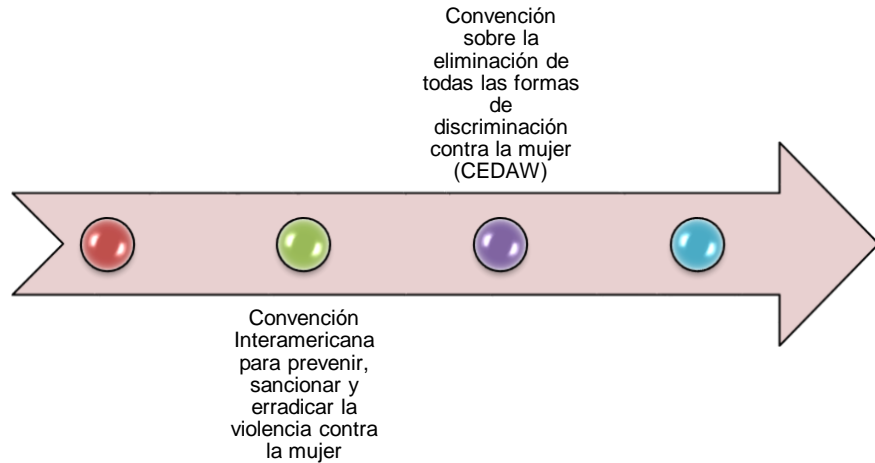 Convención
sobre la
eliminación de
todas las formas
de
discriminación
contra la mujer
(CEDAW)
Convención
Interamericana
para prevenir,
sancionar y
erradicar la
violencia contra
la mujer